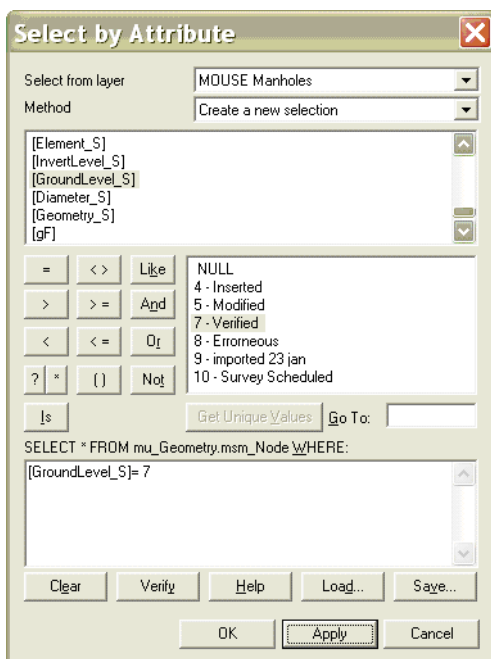 Select by Attribute
Select from layer MOUSE Manholes
Method Create a new selection
[Element_S]
[InvertLevel_S]
[GroundLevel_S]
[Diameter_S]
[Geometry_S]
[gF]
= < > Like
> > = And
< < = Or
? * ( ) Not
Is
NULL
4 - Inserted
5 - Modified
7 - Verified
8 - Errorneous
9 - imported 23 jan
10 - Survey Scheduled
Get Unique Values Go To:
SELECT * FROM mu_Geometry.msm_Node WHERE:
[GroundLevel_S]= 7
Clear Verify Help Load... Save...
OK Apply Cancel